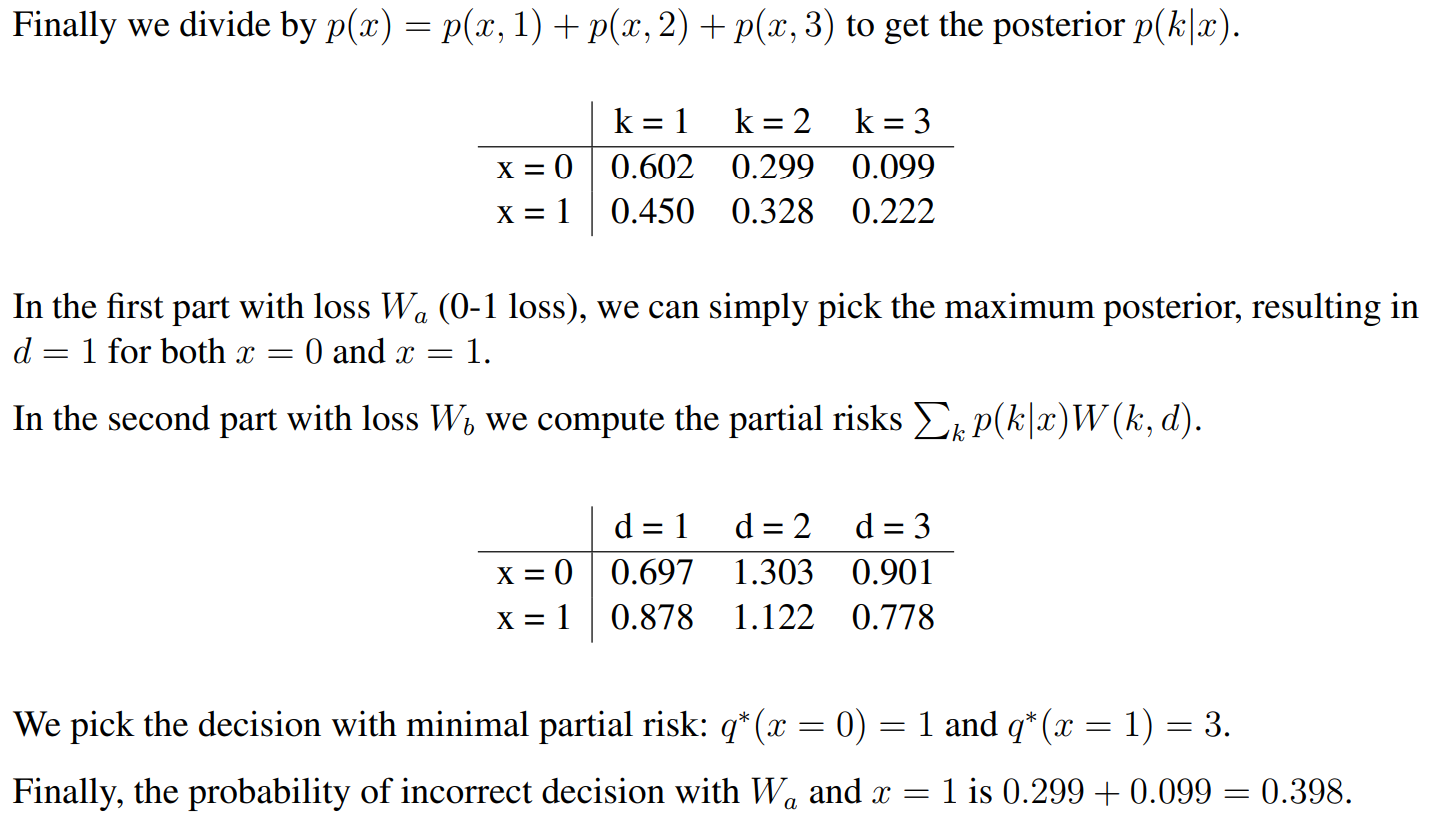 Finally we divide by p(x) = p(x, 1) + p(x, 2) + p(x, 3) to get the posterior p(k|x).
k = 1 k = 2 k = 3
x = 0 0.602 0.299 0.099
x = 1 0.450 0.328 0.222
In the first part with loss W_a (0-1 loss), we can simply pick the maximum posterior, resulting in
d = 1 for both x = 0 and x = 1.
In the second part with loss W_b we compute the partial risks ∑_k p(k|x)W(k, d).
d = 1 d = 2 d = 3
x = 0 0.697 1.303 0.901
x = 1 0.878 1.122 0.778
We pick the decision with minimal partial risk: q*(x = 0) = 1 and q*(x = 1) = 3.
Finally, the probability of incorrect decision with W_a and x = 1 is 0.299 + 0.099 = 0.398.